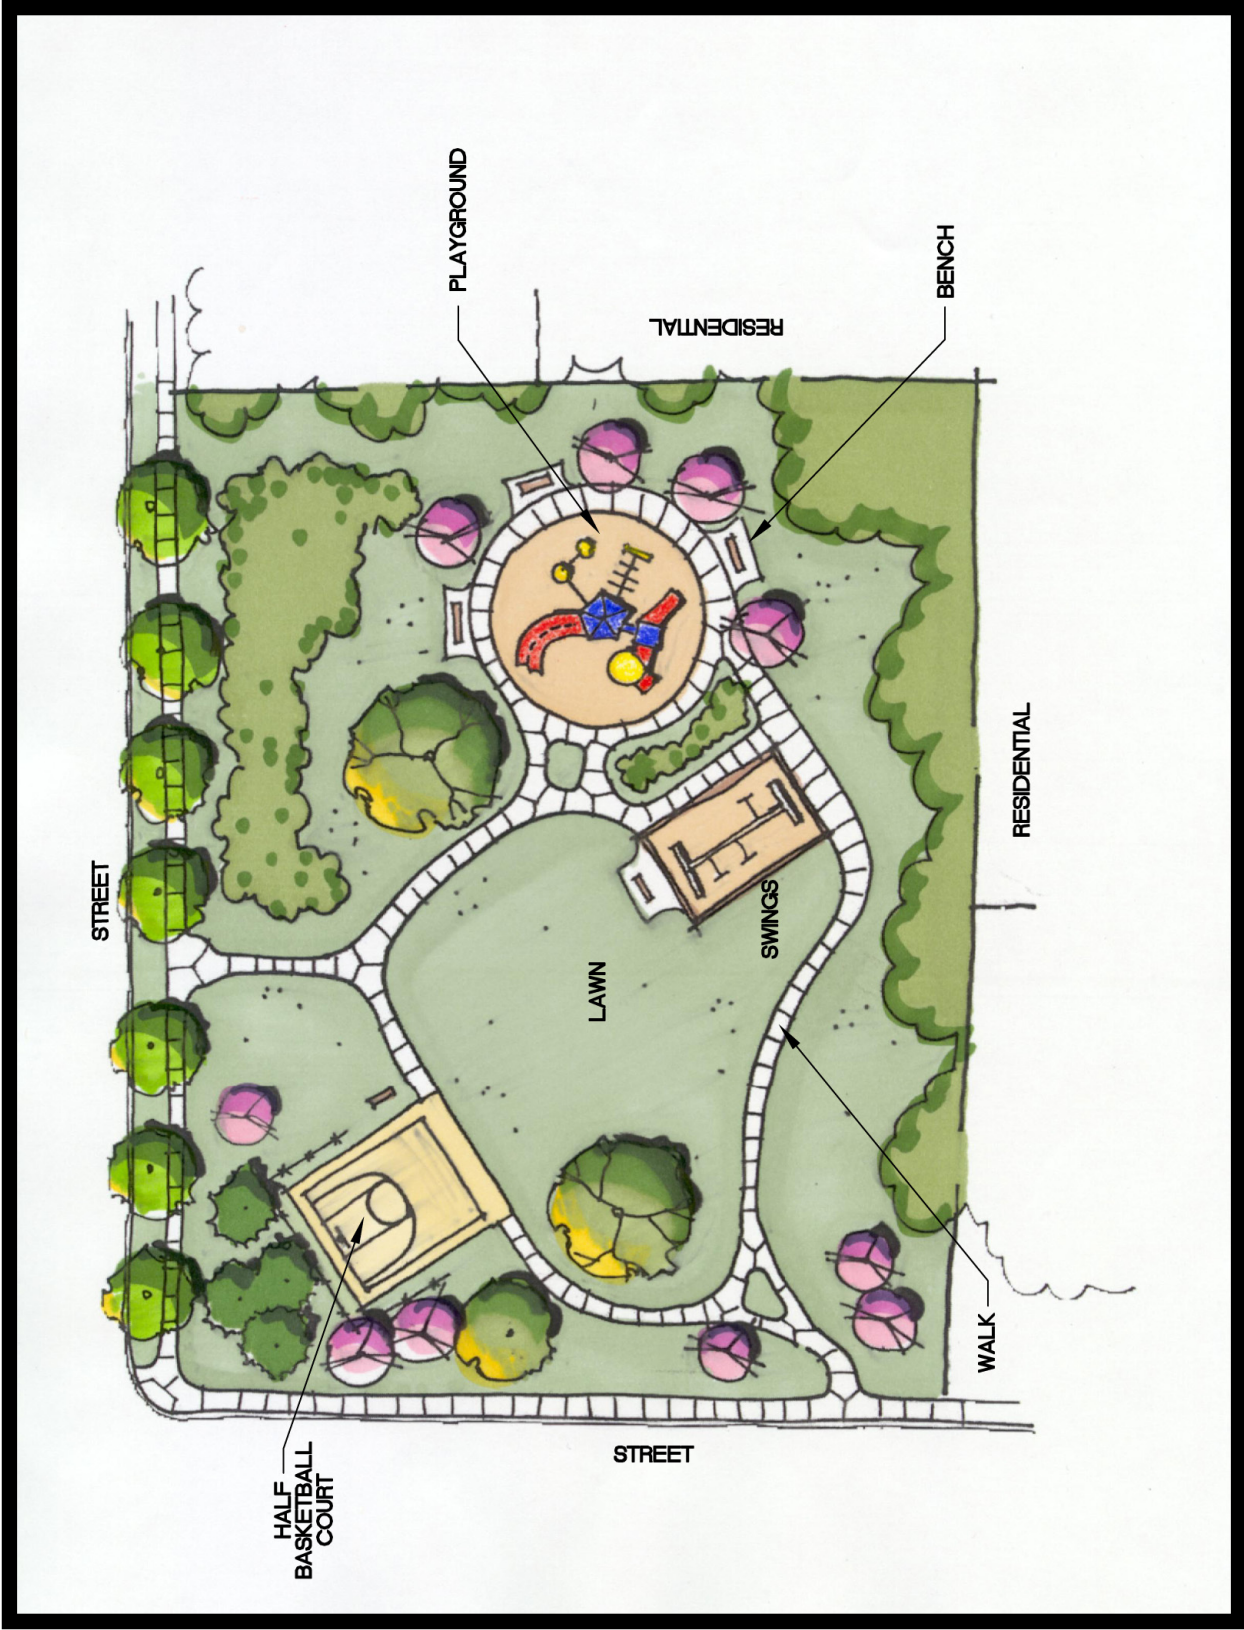 STREET
HALF
BASKETBALL
COURT
PLAYGROUND
LAWN
SWINGS
BENCH
WALK
RESIDENTIAL
RESIDENTIAL
STREET